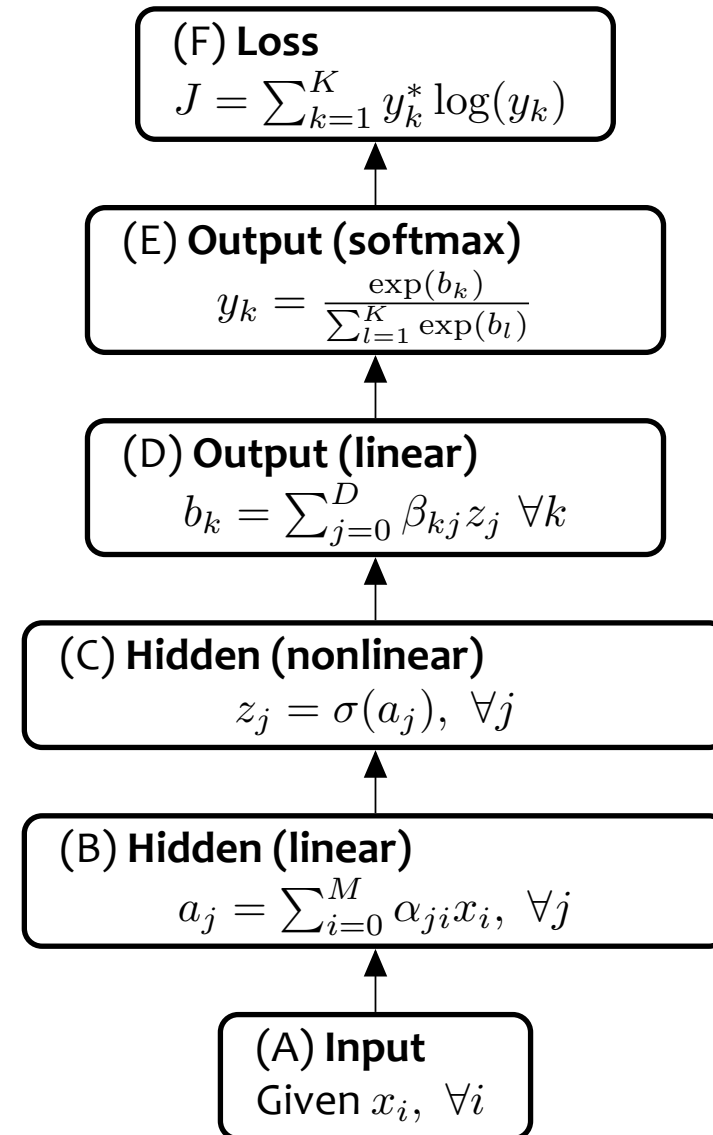 (F) Loss
J = ∑_{k=1}^{K} y_k^* log(y_k)
(E) Output (softmax)
y_k = \frac{exp(b_k)}{∑_{l=1}^{K} exp(b_l)}
(D) Output (linear)
b_k = ∑_{j=0}^{D} β_{kj} z_j ∀k
(C) Hidden (nonlinear)
z_j = σ(a_j), ∀j
(B) Hidden (linear)
a_j = ∑_{i=0}^{M} α_{ji} x_i, ∀j
(A) Input
Given x_i, ∀i